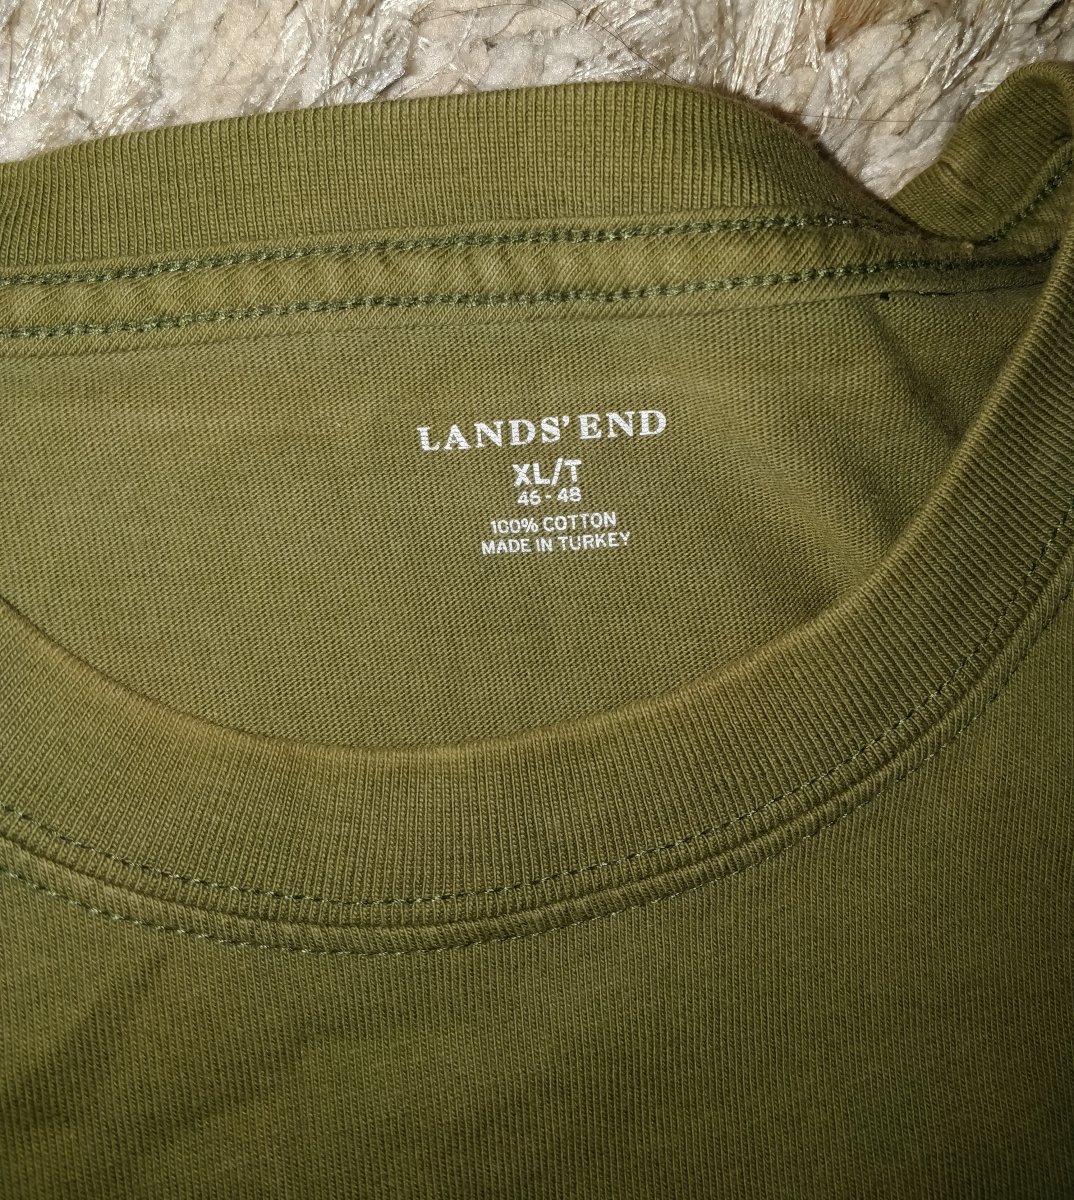 LANDS' END
XL/T
46 - 48
100% COTTON
MADE IN TURKEY